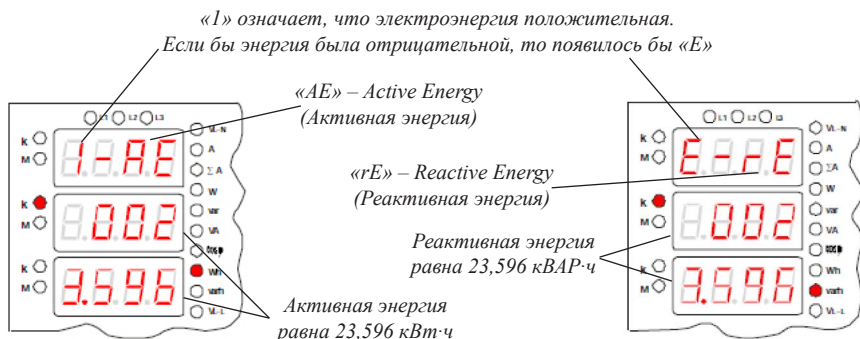 «1» означает, что электроэнергия положительная.
Если бы энергия была отрицательной, то появилось бы «E»
«AE» – Active Energy
(Активная энергия)
«rE» – Reactive Energy
(Реактивная энергия)
L1 L2 L3
k
M
1-AE
k
M
002
k
M
3.596
VL-N
A
Σ A
W
var
VA
Wh
varh
VL-L
Активная энергия
равна 23,596 кВт·ч
Реактивная энергия
равна 23,596 кВАР·ч
L1 L2 L3
k
M
E-rE
k
M
002
k
M
VL-N
A
ΣA
W
var
VA
Wh
varh
VL-L